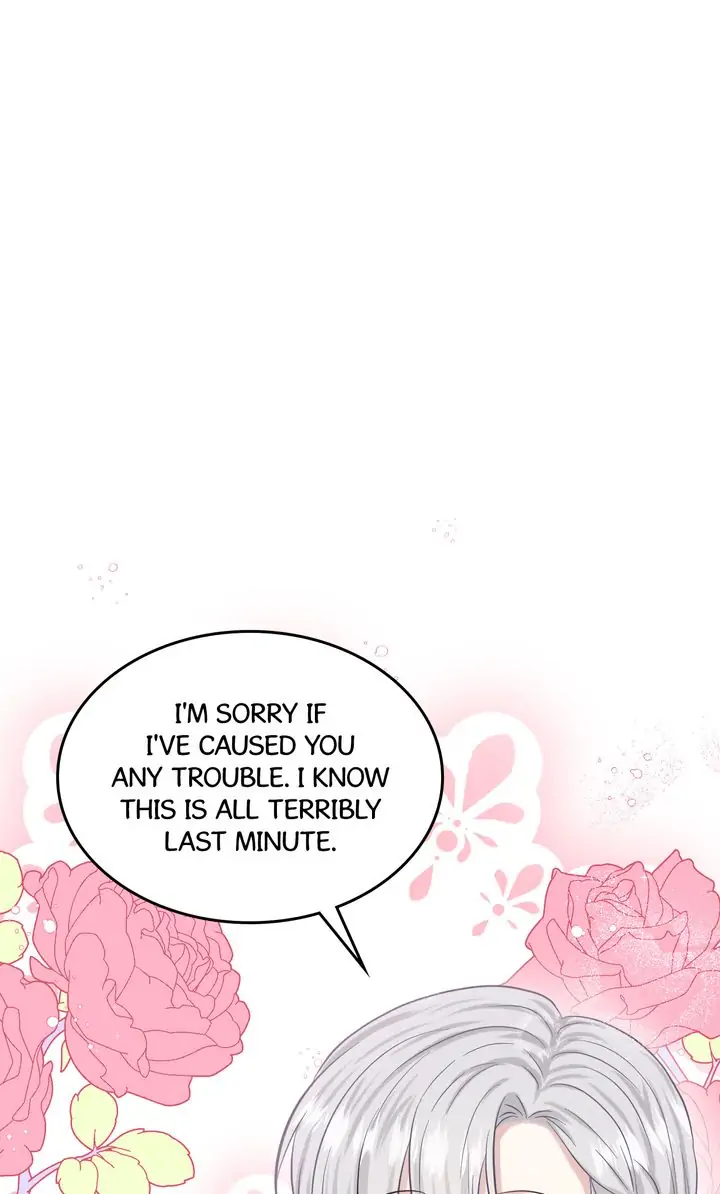 I'M SORRY IF
I'VE CAUSED YOU
ANY TROUBLE. I KNOW
THIS IS ALL TERRIBLY
LAST MINUTE.